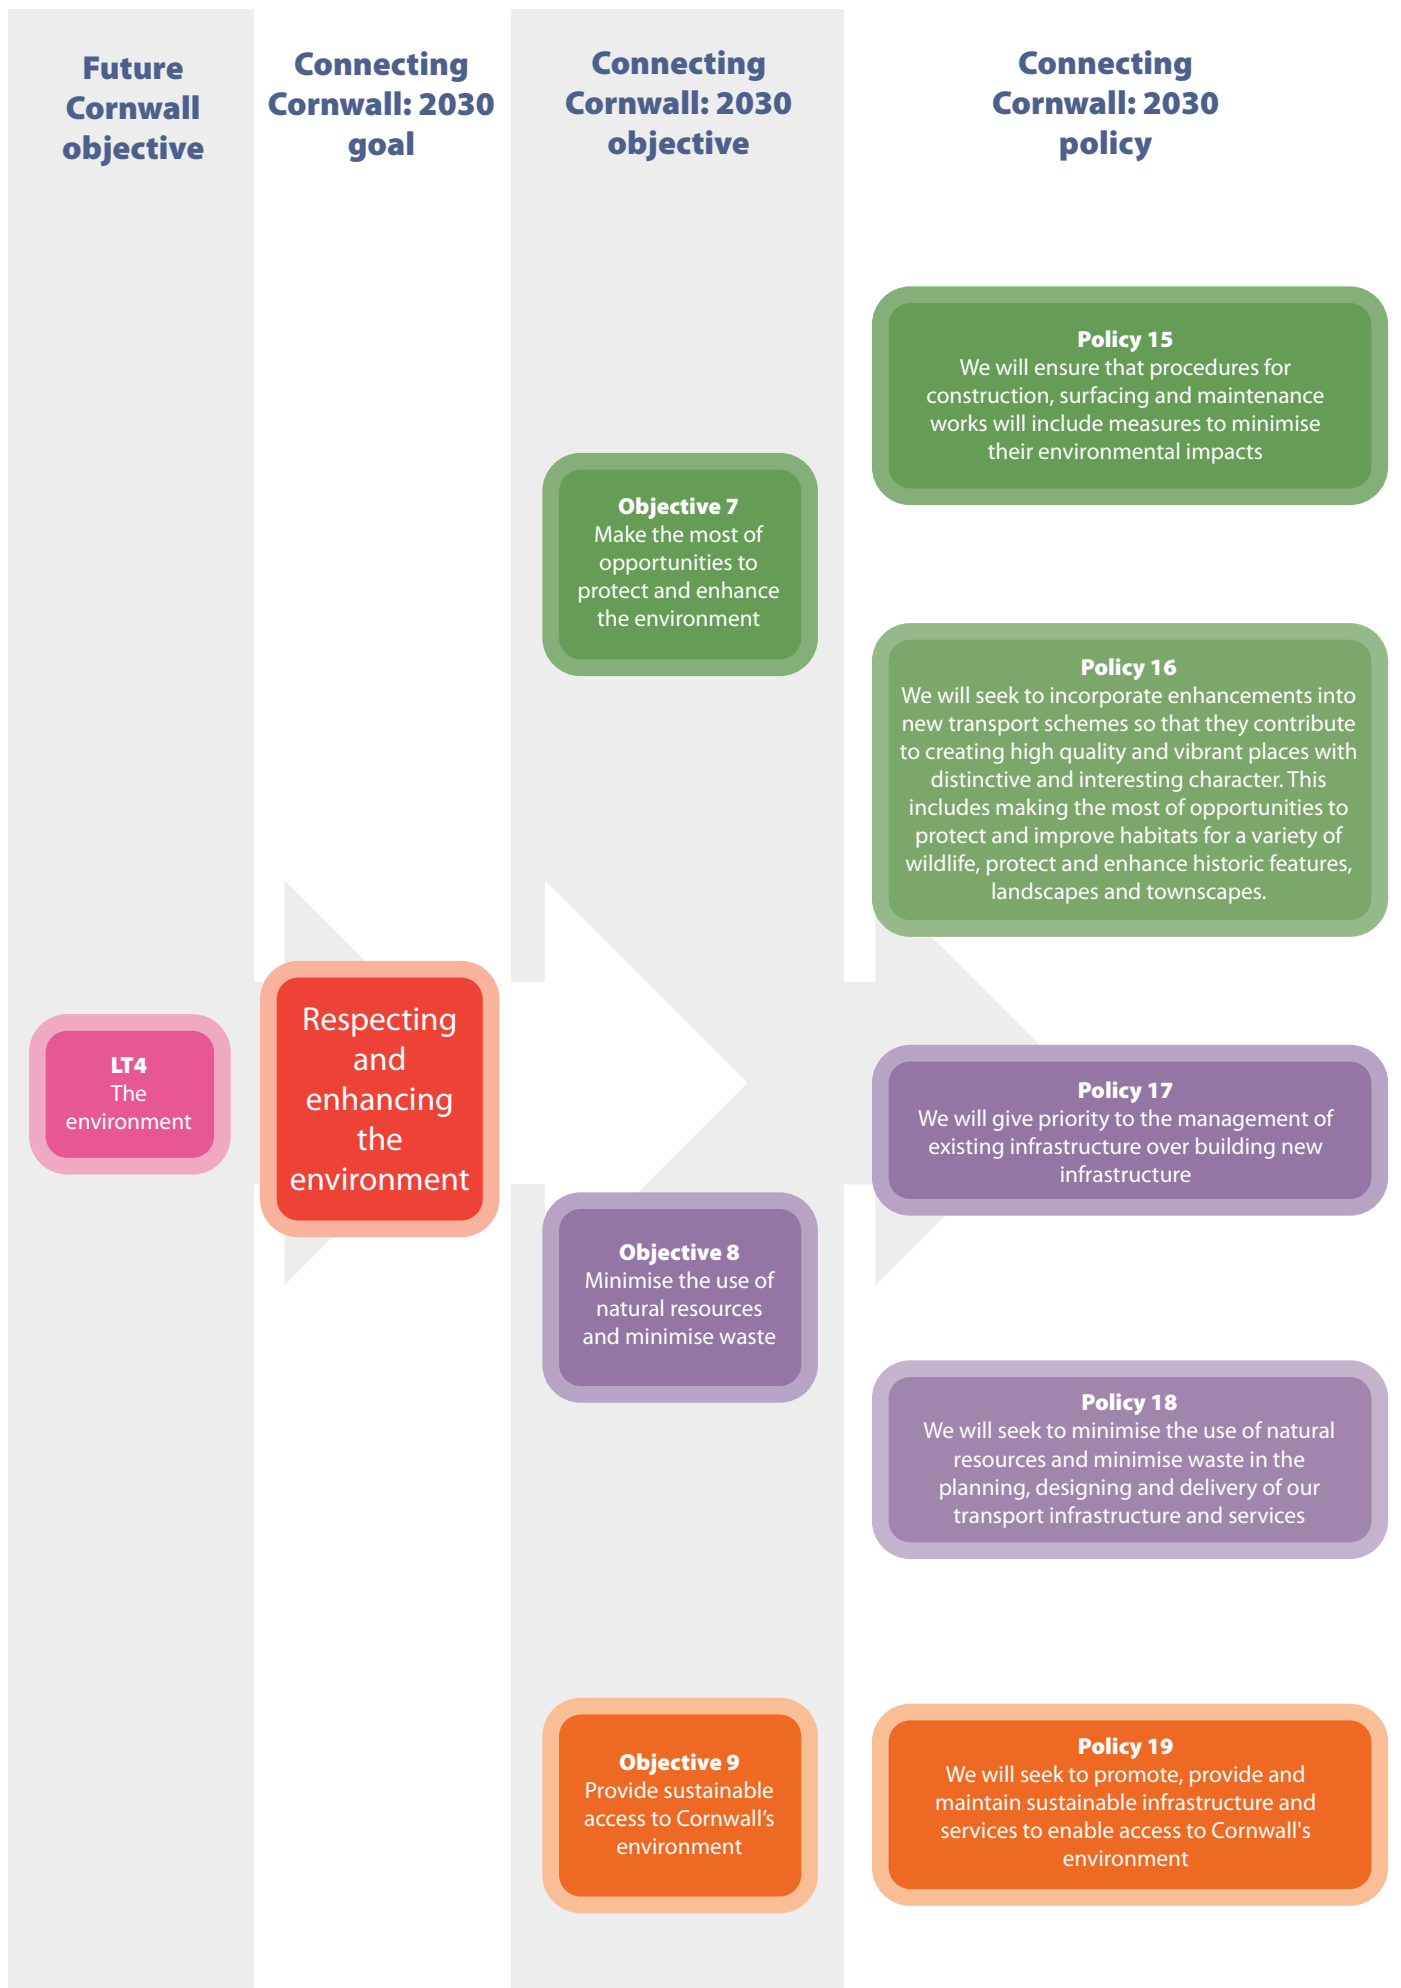 Future
Cornwall
objective
Connecting
Cornwall: 2030
goal
Connecting
Cornwall: 2030
objective
Connecting
Cornwall: 2030
policy
LT4
The
environment
Respecting
and
enhancing
the
environment
Objective 7
Make the most of
opportunities to
protect and enhance
the environment
Objective 8
Minimise the use of
natural resources
and minimise waste
Objective 9
Provide sustainable
access to Cornwall’s
environment
Policy 15
We will ensure that procedures for
construction, surfacing and maintenance
works will include measures to minimise
their environmental impacts
Policy 16
We will seek to incorporate enhancements into
new transport schemes so that they contribute
to creating high quality and vibrant places with
distinctive and interesting character. This
includes making the most of opportunities to
protect and improve habitats for a variety of
wildlife, protect and enhance historic features,
landscapes and townscapes.
Policy 17
We will give priority to the management of
existing infrastructure over building new
infrastructure
Policy 18
We will seek to minimise the use of natural
resources and minimise waste in the
planning, designing and delivery of our
transport infrastructure and services
Policy 19
We will seek to promote, provide and
maintain sustainable infrastructure and
services to enable access to Cornwall's
environment